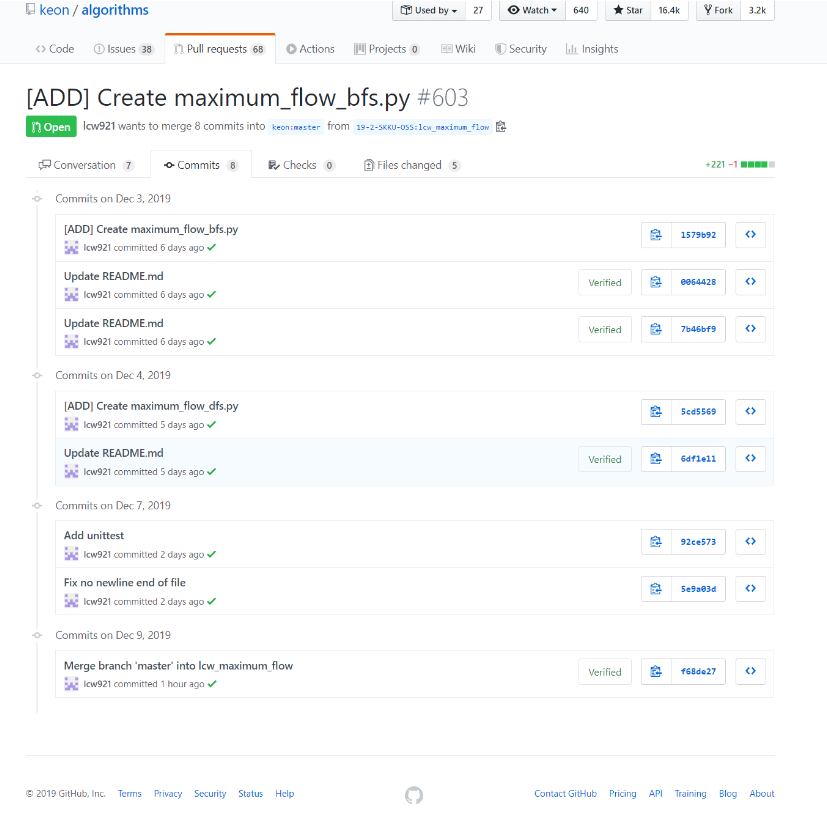 keon / algorithms
Used by 27 Watch 640 Star 16.4k Fork 3.2k
Code Issues 38 Pull requests 68 Actions Projects 0 Wiki Security Insights
[ADD] Create maximum_flow_bfs.py #603
Open lcw921 wants to merge 8 commits into keon:master from 19-2-SKKU-OSS:lcw_maximum_flow
Conversation 7 Commits 8 Checks 0 Files changed 5 +221 −1
Commits on Dec 3, 2019
[ADD] Create maximum_flow_bfs.py
lcw921 committed 6 days ago
1579b92
Update README.md
lcw921 committed 6 days ago
Verified 0064428
Update README.md
lcw921 committed 6 days ago
Verified 7b46bf9
Commits on Dec 4, 2019
[ADD] Create maximum_flow_dfs.py
lcw921 committed 5 days ago
5cd5569
Update README.md
lcw921 committed 5 days ago
Verified 6df1e11
Commits on Dec 7, 2019
Add unittest
lcw921 committed 2 days ago
92ce573
Fix no newline end of file
lcw921 committed 2 days ago
5e9a03d
Commits on Dec 9, 2019
Merge branch 'master' into lcw_maximum_flow
lcw921 committed 1 hour ago
Verified f68de27
© 2019 GitHub, Inc. Terms Privacy Security Status Help Contact GitHub Pricing API Training Blog About